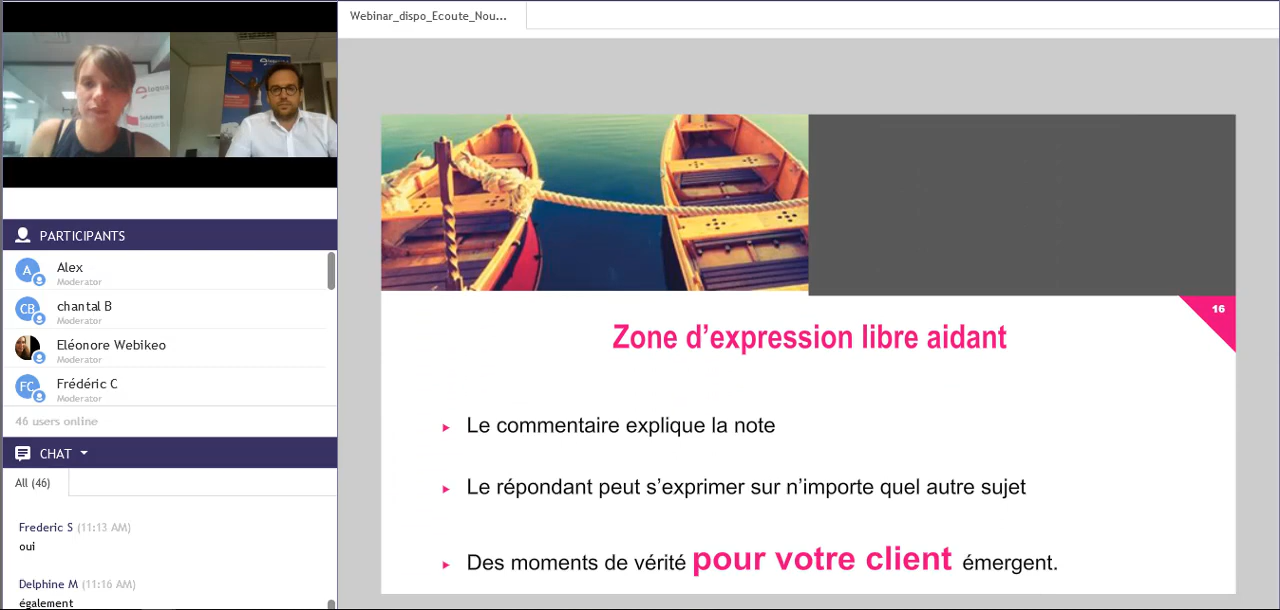 Webinar_dispo_Ecoute_Nou...
PARTICIPANTS
A
Alex
Moderator
CB
chantal B
Moderator
Eléonore Webikeo
Moderator
FC
Frédéric C
Moderator
46 users online
CHAT
All (46)
Frederic S (11:13 AM)
oui
Delphine M (11:16 AM)
également
16
Zone d’expression libre aidant
Le commentaire explique la note
Le répondant peut s’exprimer sur n’importe quel autre sujet
Des moments de vérité pour votre client émergent.